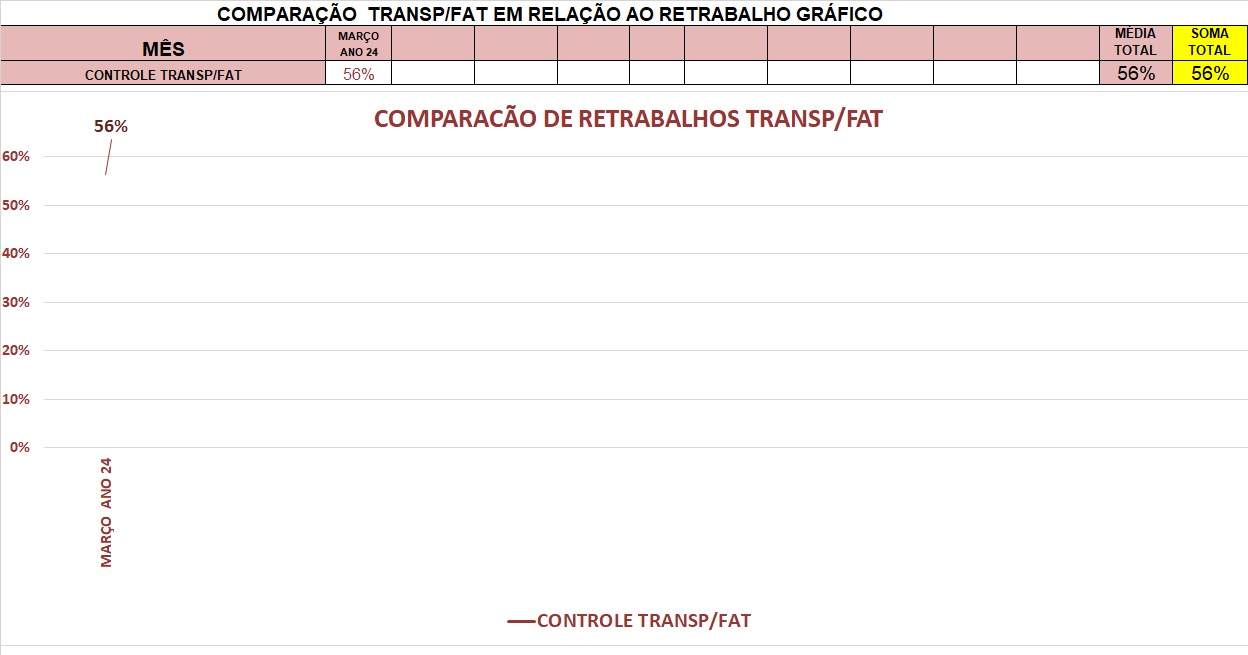 COMPARAÇÃO  TRANSP/FAT EM RELAÇÃO AO RETRABALHO GRÁFICO
MÊS
MARÇO
ANO 24
MÉDIA
TOTAL
SOMA
TOTAL
CONTROLE TRANSP/FAT
56%
56%
56%
COMPARACÃO DE RETRABALHOS TRANSP/FAT
56%
60%
50%
40%
30%
20%
10%
0%
MARÇO  ANO 24
CONTROLE TRANSP/FAT